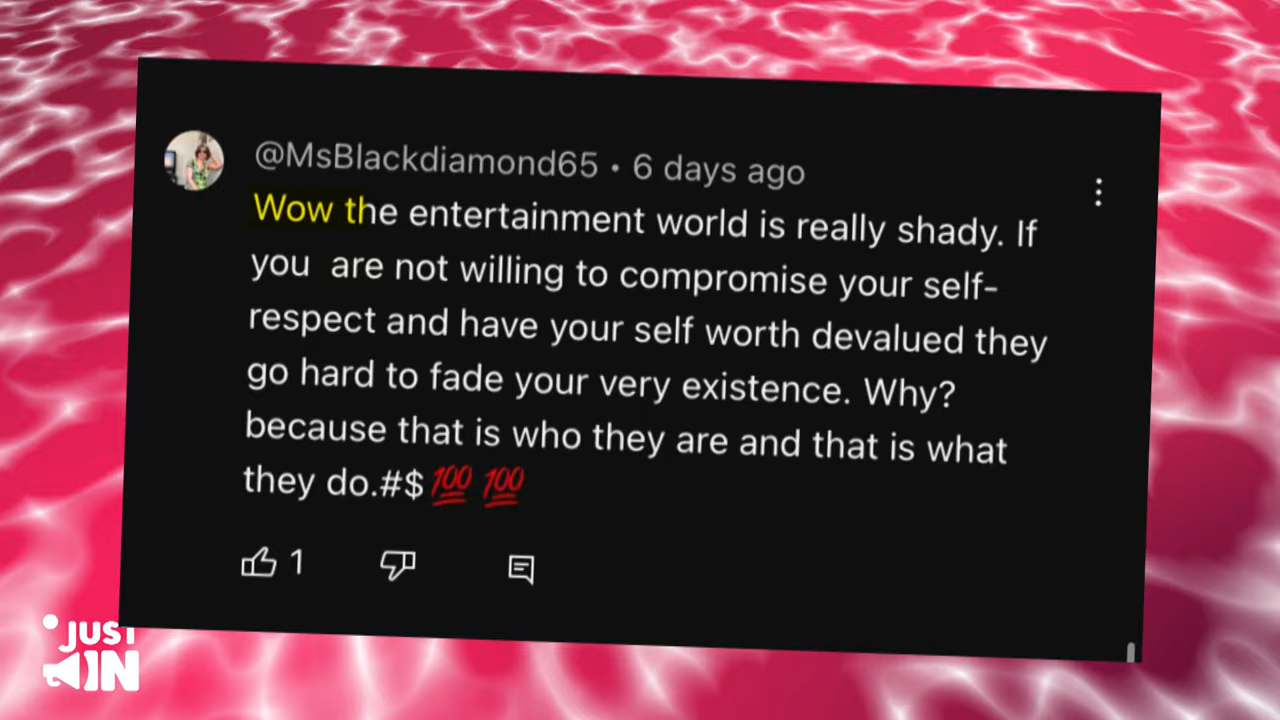 @MsBlackdiamond65 • 6 days ago
Wow the entertainment world is really shady. If
you  are not willing to compromise your self-
respect and have your self worth devalued they
go hard to fade your very existence. Why?
because that is who they are and that is what
they do.#$💯 💯
1
JUST
IN